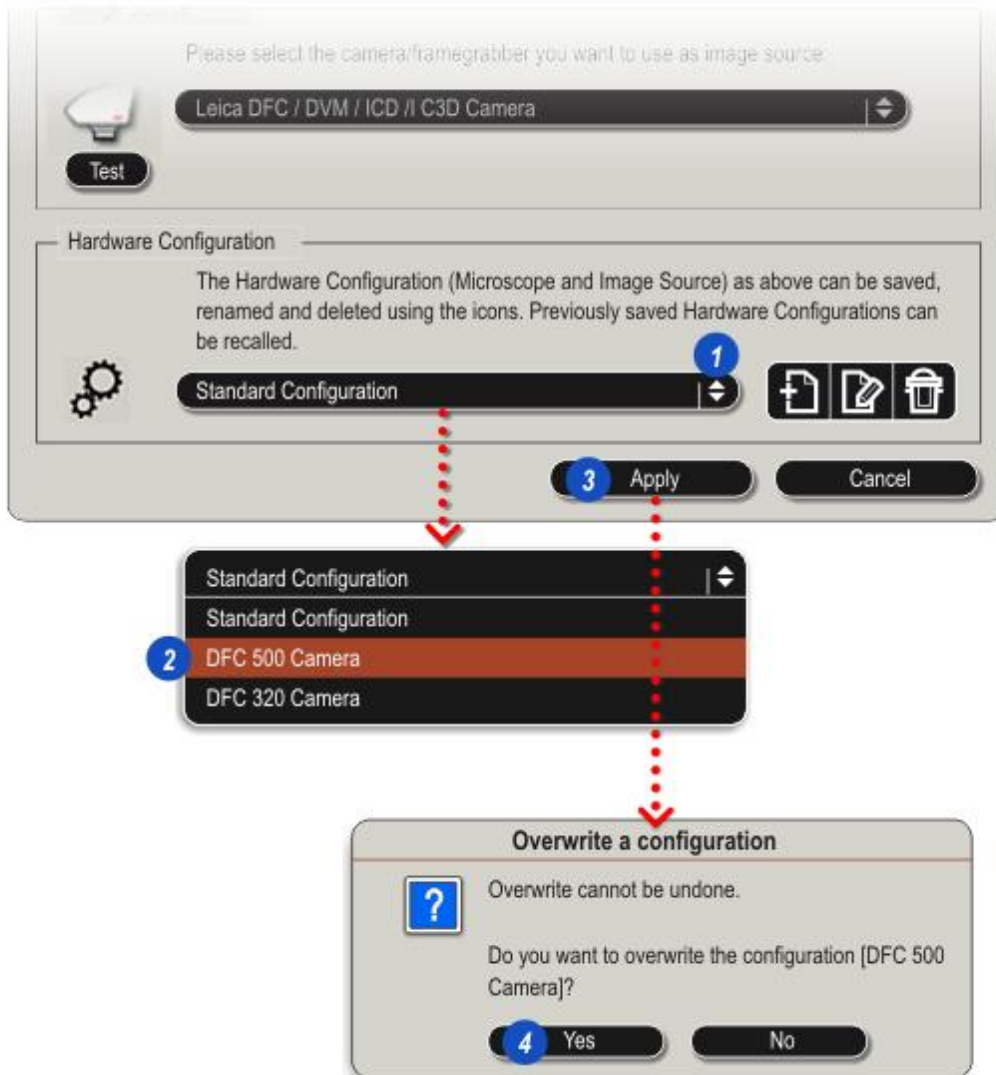 Please select the camera/framegrabber you want to use as image source
Leica DFC / DVM / ICD /I C3D Camera
Test
Hardware Configuration
The Hardware Configuration (Microscope and Image Source) as above can be saved,
renamed and deleted using the icons. Previously saved Hardware Configurations can
be recalled.
1
Standard Configuration
3 Apply
Cancel
Standard Configuration
Standard Configuration
2 DFC 500 Camera
DFC 320 Camera
Overwrite a configuration
?
Overwrite cannot be undone.
Do you want to overwrite the configuration [DFC 500
Camera]?
4 Yes
No